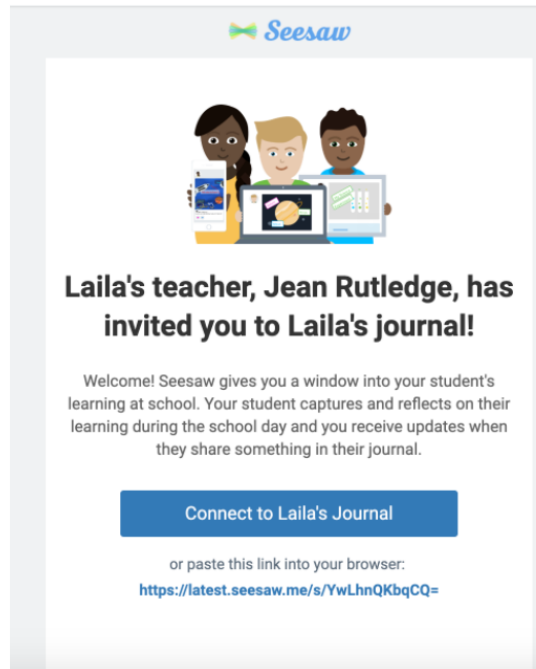 Seesaw
Laila's teacher, Jean Rutledge, has
invited you to Laila's journal!
Welcome! Seesaw gives you a window into your student's
learning at school. Your student captures and reflects on their
learning during the school day and you receive updates when
they share something in their journal.
Connect to Laila's Journal
or paste this link into your browser:
https://latest.seesaw.me/s/YwLhnQKbqCQ=